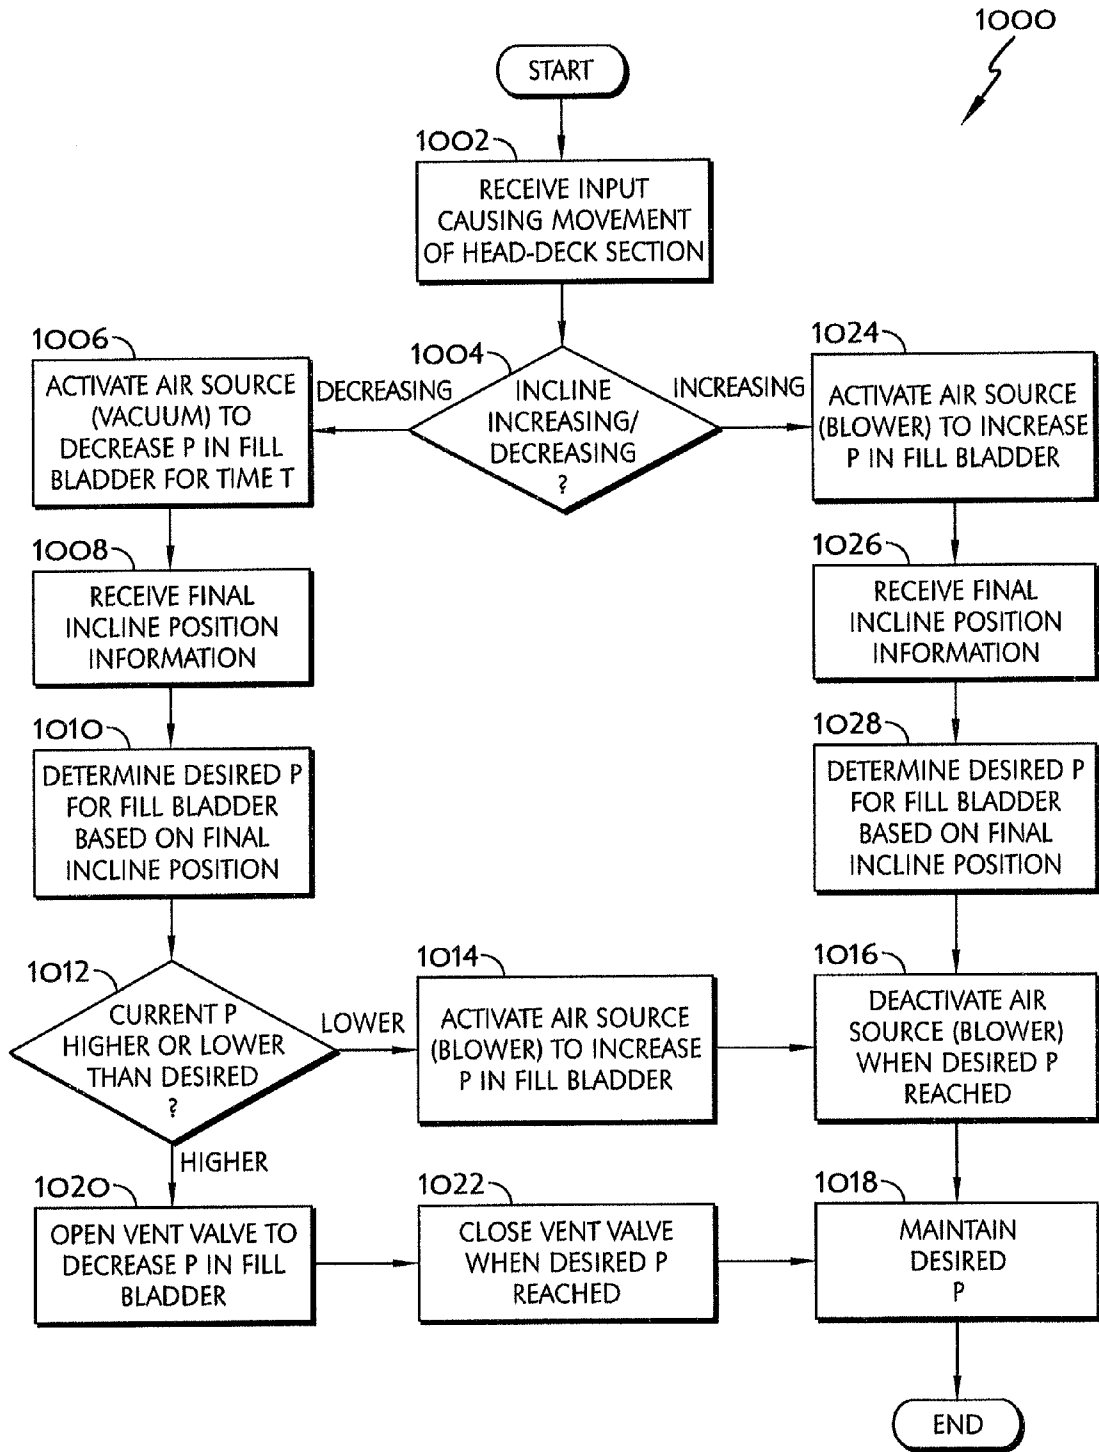 1000
START
1002
RECEIVE INPUT
CAUSING MOVEMENT
OF HEAD-DECK SECTION
1004
INCLINE
INCREASING/
DECREASING
?
DECREASING
INCREASING
1006
ACTIVATE AIR SOURCE
(VACUUM) TO
DECREASE P IN FILL
BLADDER FOR TIME T
1008
RECEIVE FINAL
INCLINE POSITION
INFORMATION
1010
DETERMINE DESIRED P
FOR FILL BLADDER
BASED ON FINAL
INCLINE POSITION
1012
CURRENT P
HIGHER OR LOWER
THAN DESIRED
?
LOWER
HIGHER
1014
ACTIVATE AIR SOURCE
(BLOWER) TO INCREASE
P IN FILL BLADDER
1020
OPEN VENT VALVE TO
DECREASE P IN FILL
BLADDER
1022
CLOSE VENT VALVE
WHEN DESIRED P
REACHED
1024
ACTIVATE AIR SOURCE
(BLOWER) TO INCREASE
P IN FILL BLADDER
1026
RECEIVE FINAL
INCLINE POSITION
INFORMATION
1028
DETERMINE DESIRED P
FOR FILL BLADDER
BASED ON FINAL
INCLINE POSITION
1016
DEACTIVATE AIR
SOURCE (BLOWER)
WHEN DESIRED P
REACHED
1018
MAINTAIN
DESIRED
P
END